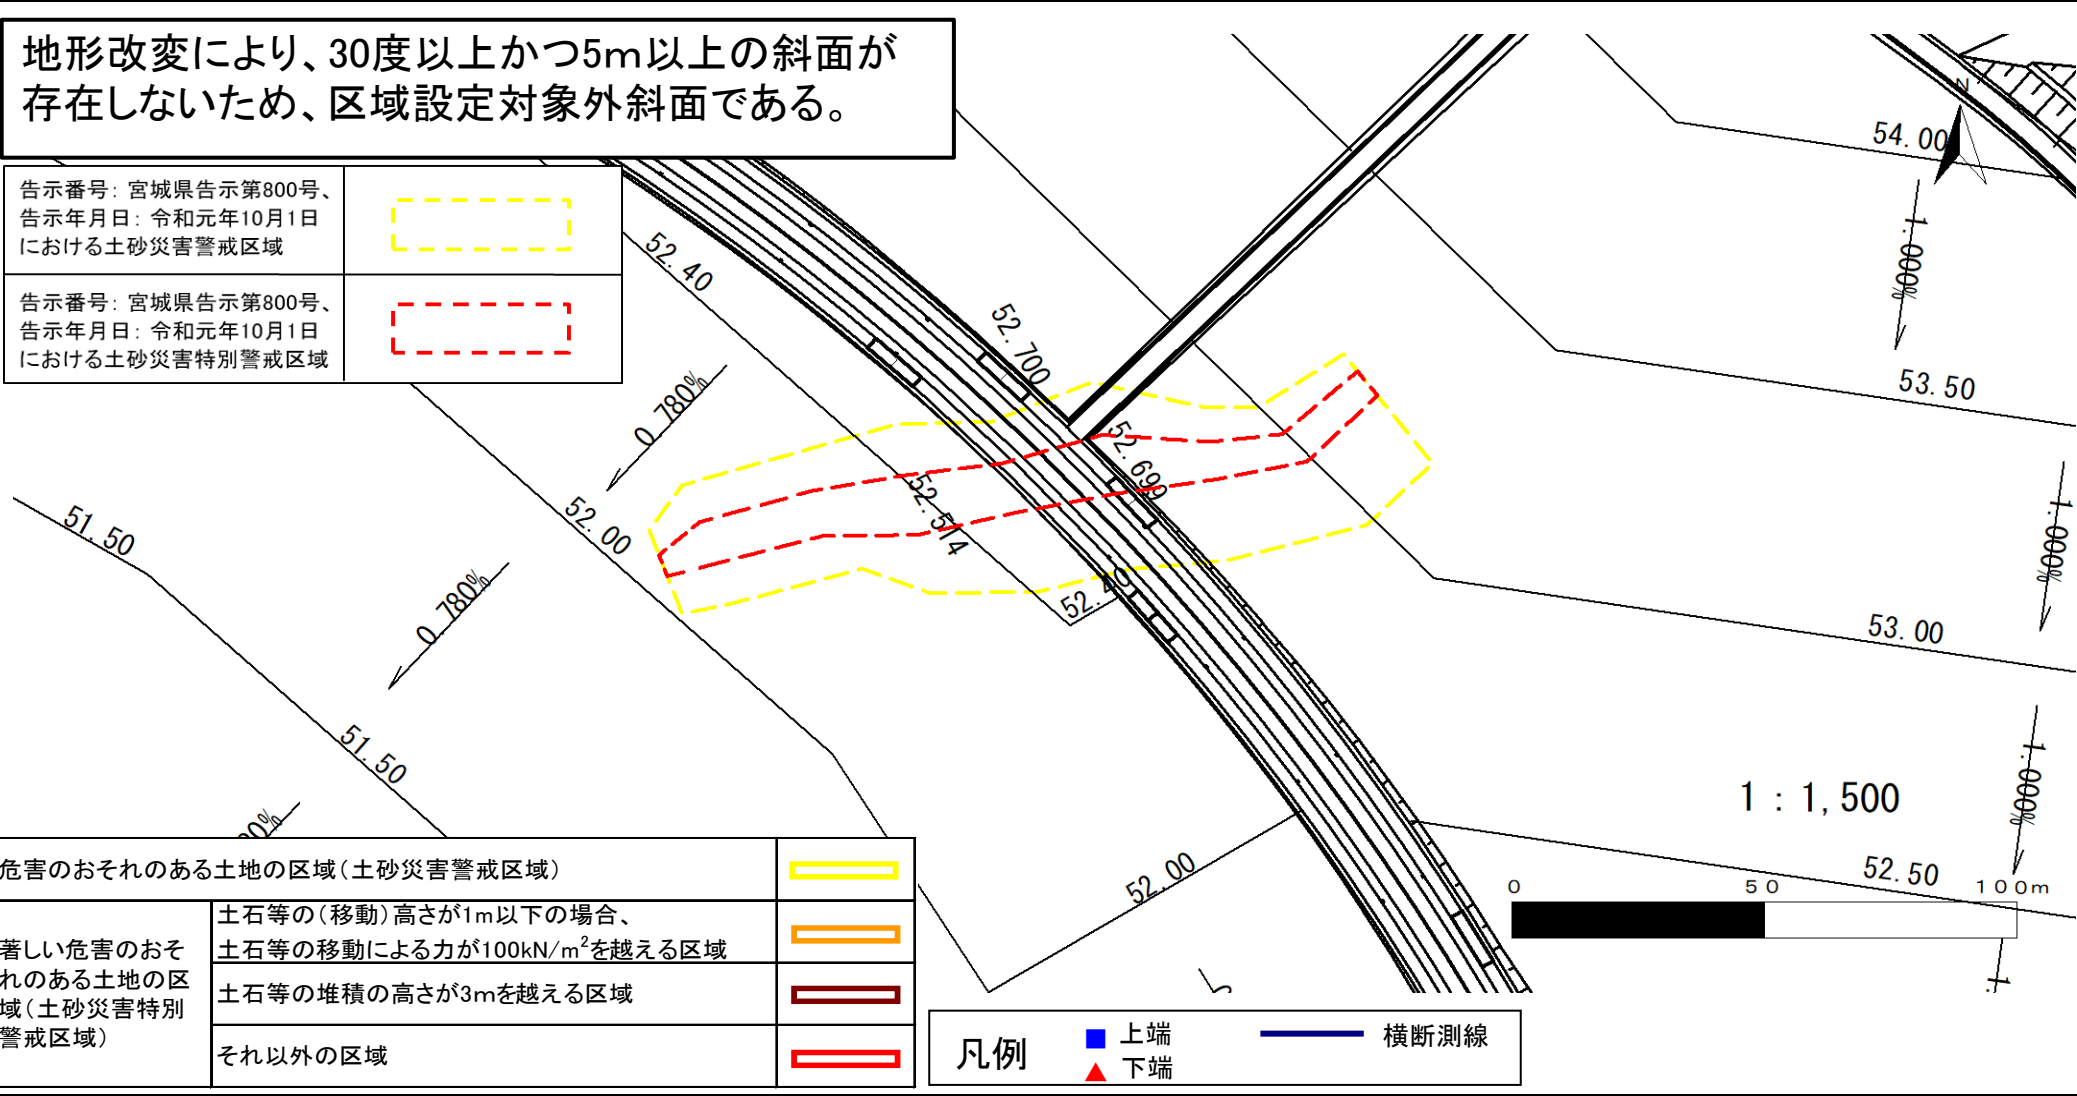 地形改変により、30度以上かつ5m以上の斜面が
存在しないため、区域設定対象外斜面である。
告示番号：宮城県告示第800号、
告示年月日：令和元年10月1日
における土砂災害警戒区域
告示番号：宮城県告示第800号、
告示年月日：令和元年10月1日
における土砂災害特別警戒区域
N
54.00
1.000%
52.40
52.700
53.50
0.780%
52.699
51.50
52.00
52.514
1.000%
0.780%
52.40
53.00
51.50
1.000%
1：1,500
52.00
52.50
0 50 100m
危害のおそれのある土地の区域（土砂災害警戒区域）
著しい危害のおそ
れのある土地の区
域（土砂災害特別
警戒区域）
土石等の（移動）高さが1m以下の場合、
土石等の移動による力が100kN/m²を越える区域
土石等の堆積の高さが3mを越える区域
それ以外の区域
凡例
上端
下端
横断測線